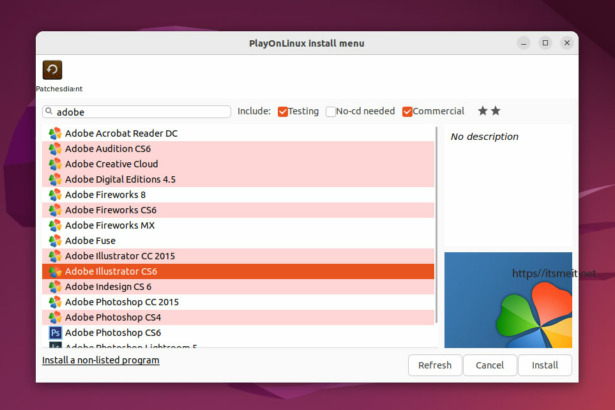 PlayOnLinux install menu
Patchesdiant
adobe
Include: Testing No-cd needed Commercial
Adobe Acrobat Reader DC
Adobe Audition CS6
Adobe Creative Cloud
Adobe Digital Editions 4.5
Adobe Fireworks 8
Adobe Fireworks CS6
Adobe Fireworks MX
Adobe Fuse
Adobe Illustrator CC 2015
Adobe Illustrator CS6
Adobe Indesign CS 6
Adobe Photoshop CC 2015
Adobe Photoshop CS4
Ps Adobe Photoshop CS6
Adobe Photoshop Lightroom 5
No description
https//itsmeit.net
Install a non-listed program
Refresh Cancel Install